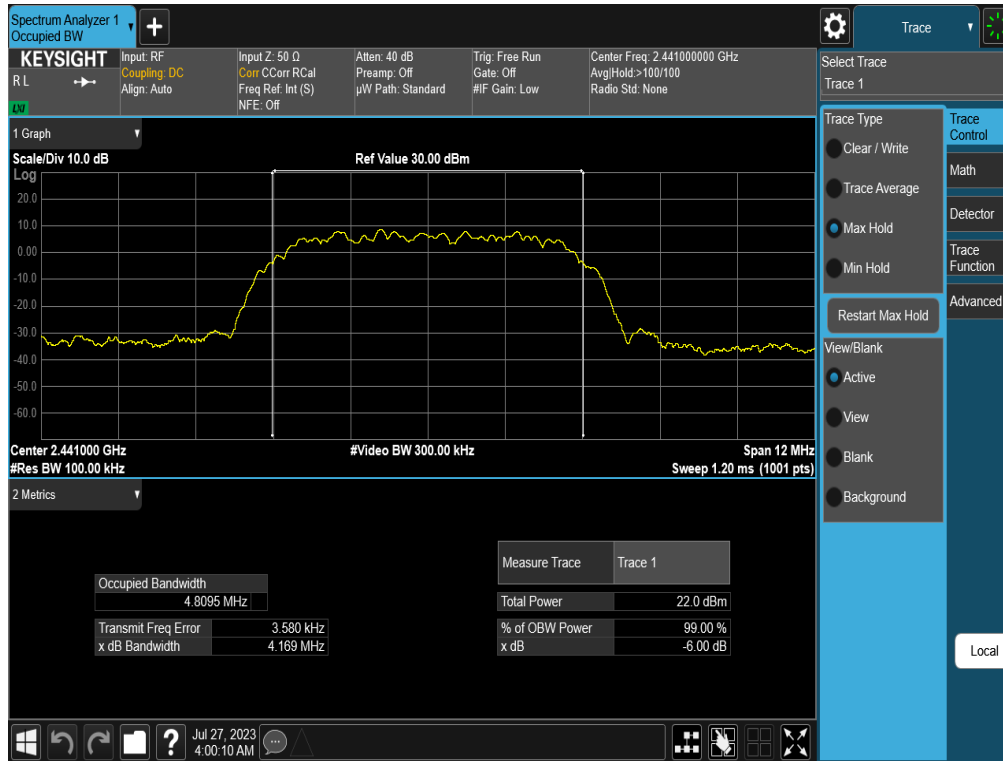 Spectrum Analyzer 1
Occupied BW
Trace
KEYSIGHT
R L
LXI
Input: RF
Coupling: DC
Align: Auto
Input Z: 50 Ω
Corr CCorr RCal
Freq Ref: Int (S)
NFE: Off
Atten: 40 dB
Preamp: Off
µW Path: Standard
Trig: Free Run
Gate: Off
#IF Gain: Low
Center Freq: 2.441000000 GHz
Avg|Hold:>100/100
Radio Std: None
Select Trace
Trace 1
1 Graph
Scale/Div 10.0 dB
Ref Value 30.00 dBm
Log
20.0
10.0
0.00
-10.0
-20.0
-30.0
-40.0
-50.0
-60.0
Center 2.441000 GHz
#Video BW 300.00 kHz
Span 12 MHz
#Res BW 100.00 kHz
Sweep 1.20 ms (1001 pts)
2 Metrics
Measure Trace
Trace 1
Occupied Bandwidth
4.8095 MHz
Total Power
22.0 dBm
Transmit Freq Error
3.580 kHz
% of OBW Power
99.00 %
x dB Bandwidth
4.169 MHz
x dB
-6.00 dB
Trace Type
Clear / Write
Trace Average
Max Hold
Min Hold
Restart Max Hold
View/Blank
Active
View
Blank
Background
Trace
Control
Math
Detector
Trace
Function
Advanced
Local
?
Jul 27, 2023
4:00:10 AM